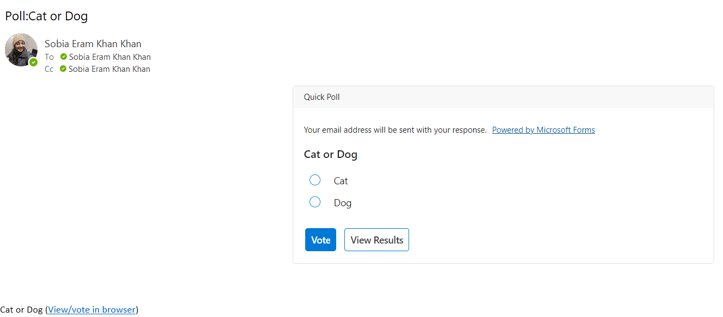 Poll:Cat or Dog
Sobia Eram Khan Khan
To Sobia Eram Khan Khan
Cc Sobia Eram Khan Khan
Quick Poll
Your email address will be sent with your response. Powered by Microsoft Forms
Cat or Dog
Cat
Dog
Vote View Results
Cat or Dog (View/vote in browser)